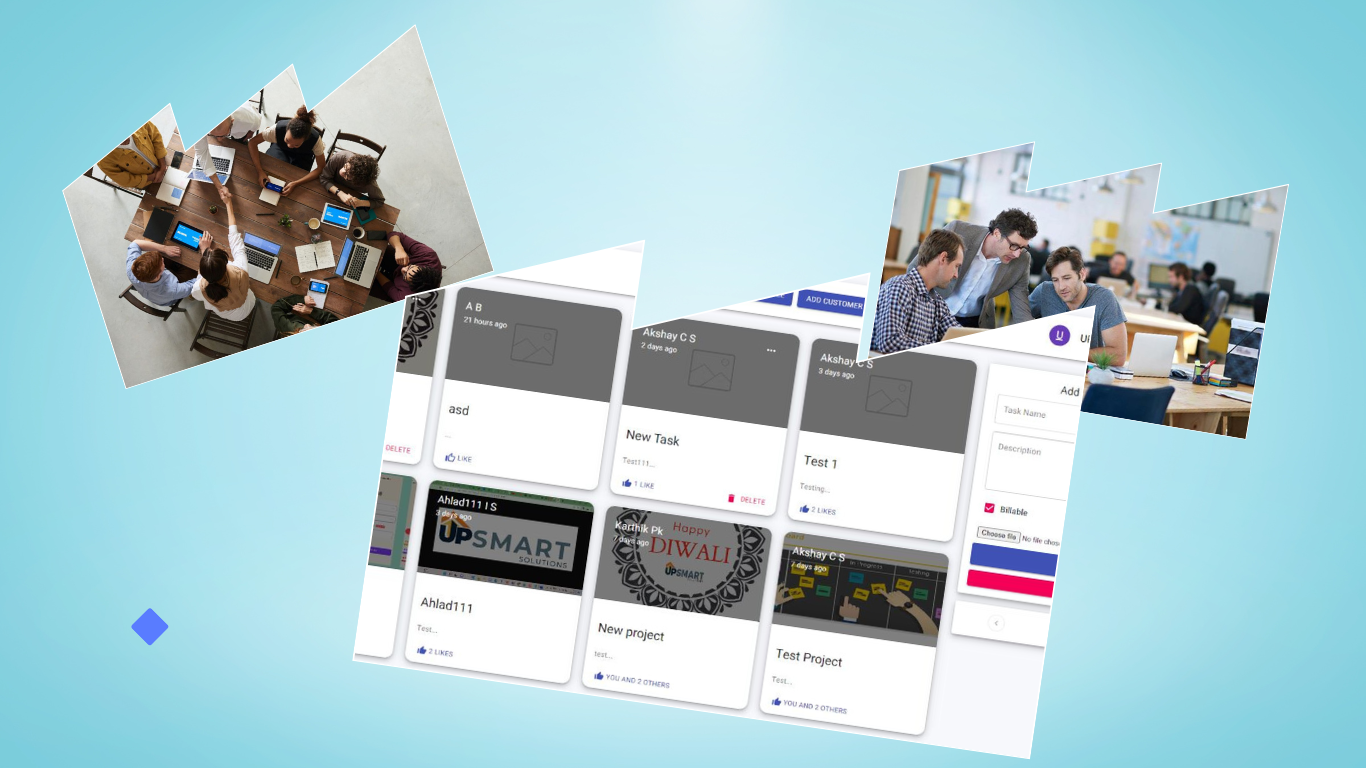 ADD CUSTOMER
U
A B
21 hours ago
asd
...
LIKE
Akshay C S
2 days ago
New Task
Test111...
1 LIKE
DELETE
Akshay C S
3 days ago
Test 1
Testing...
2 LIKES
Add
Task Name
Description
Billable
Choose file
No file chos
DELETE
Ahlad111 I S
3 days ago
UPSMART
SOLUTIONS
Ahlad111
Test...
2 LIKES
Karthik Pk
7 days ago
Happy
DIWALI
UPSMART
New project
test...
YOU AND 2 OTHERS
Akshay C S
7 days ago
In Progress
Testing
Test Project
Test...
YOU AND 2 OTHERS